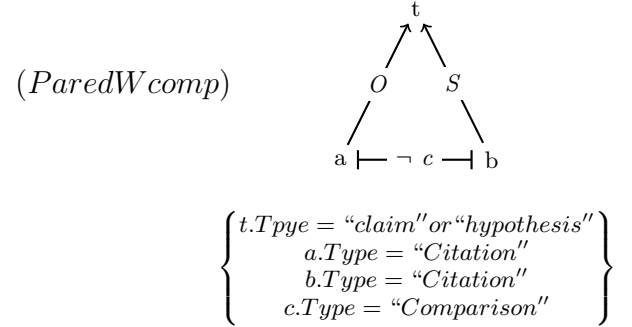 t
(ParedWcomp)
O S
a ¬ c b
t.Tpye = “claim″or“hypothesis″
a.Type = “Citation″
b.Type = “Citation″
c.Type = “Comparison″